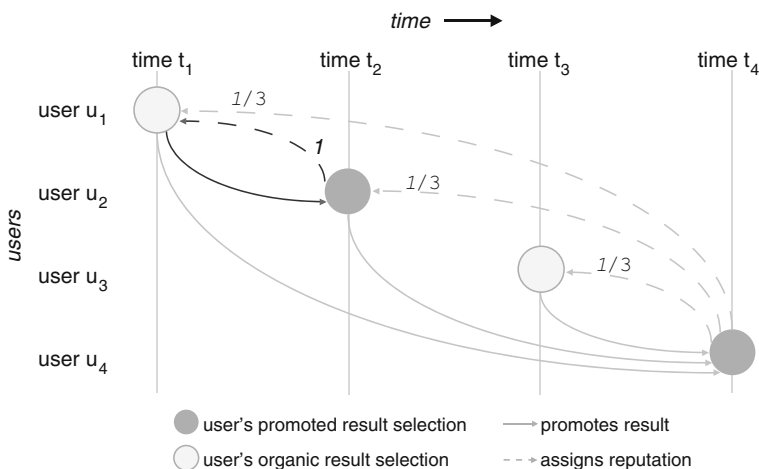 time
time t1 time t2 time t3 time t4
user u1
1/3
1
user u2
1/3
users
user u3
1/3
user u4
user's promoted result selection
promotes result
user's organic result selection
assigns reputation